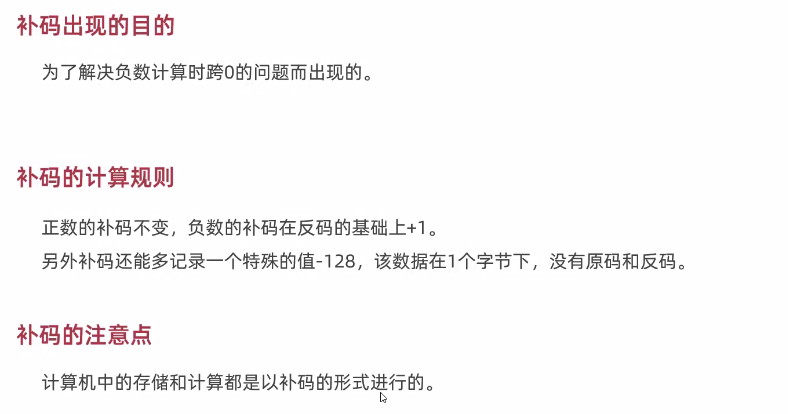 补码出现的目的
为了解决负数计算时跨0的问题而出现的。
补码的计算规则
正数的补码不变，负数的补码在反码的基础上+1。
另外补码还能多记录一个特殊的值-128，该数据在1个字节下，没有原码和反码。
补码的注意点
计算机中的存储和计算都是以补码的形式进行的。